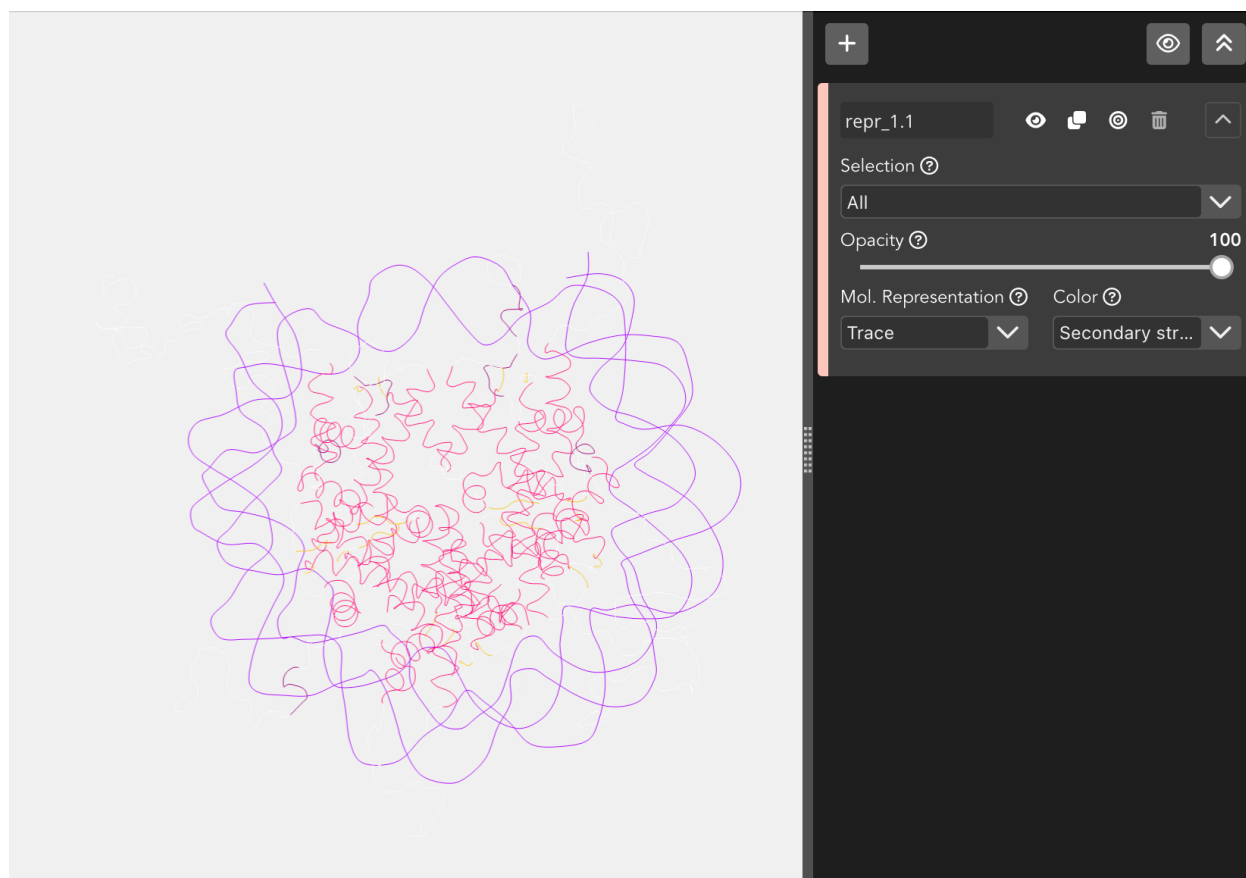 repr_1.1
Selection
All
Opacity 100
Mol. Representation Color
Trace Secondary str...